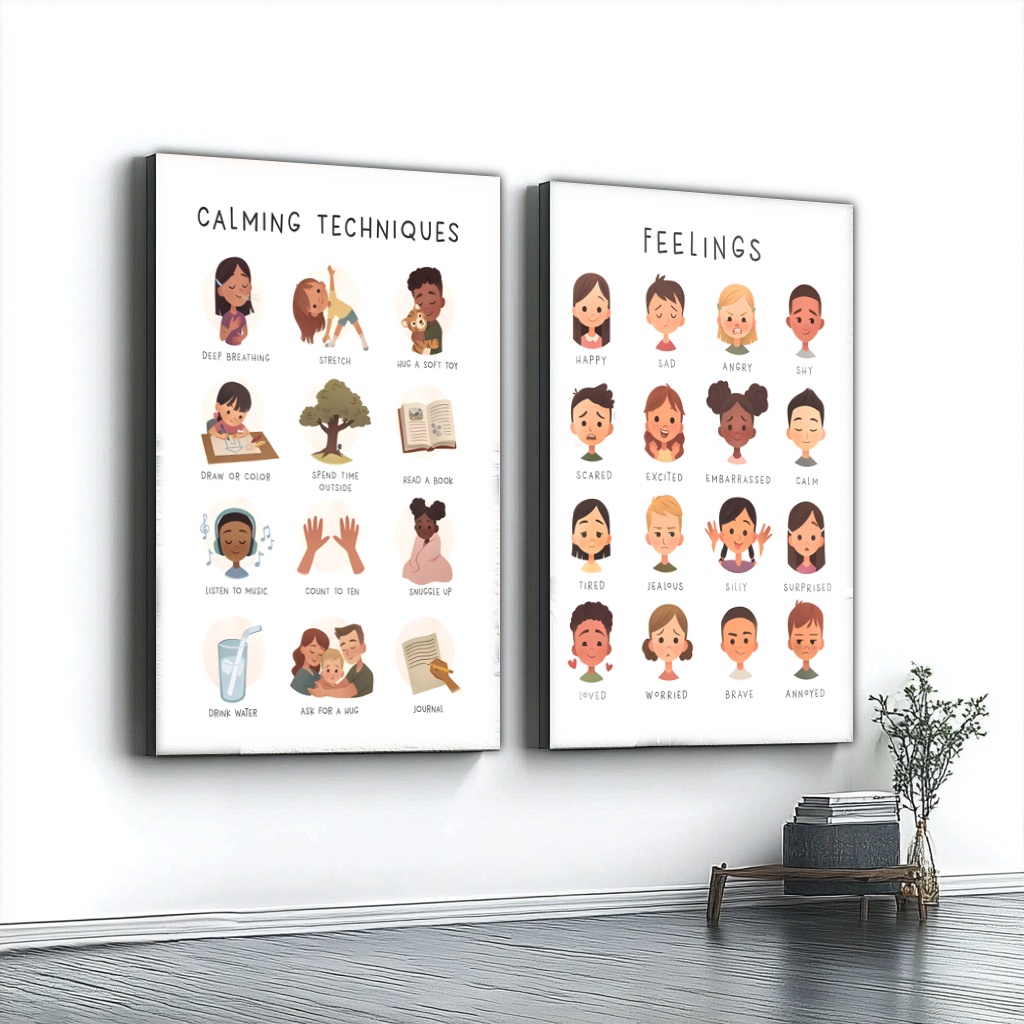 CALMING TECHNIQUES
DEEP BREATHING
STRETCH
HUG A SOFT TOY
DRAW OR COLOR
SPEND TIME
OUTSIDE
READ A BOOK
LISTEN TO MUSIC
COUNT TO TEN
SNUGGLE UP
DRINK WATER
ASK FOR A HUG
JOURNAL
FEELINGS
HAPPY
SAD
ANGRY
SHY
SCARED
EXCITED
EMBARRASSED
CALM
TIRED
JEALOUS
SILLY
SURPRISED
LOVED
WORRIED
BRAVE
ANNOYED